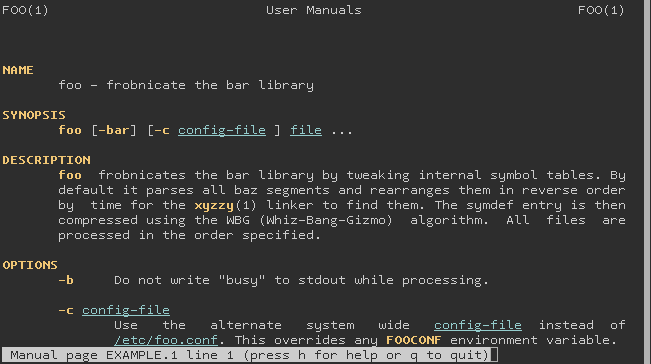 FOO(1) User Manuals FOO(1)
NAME
foo - frobnicate the bar library
SYNOPSIS
foo [-bar] [-c config-file ] file ...
DESCRIPTION
foo frobnicates the bar library by tweaking internal symbol tables. By
default it parses all baz segments and rearranges them in reverse order
by time for the xyzzy(1) linker to find them. The symdef entry is then
compressed using the WBG (Whiz-Bang-Gizmo) algorithm. All files are
processed in the order specified.
OPTIONS
-b Do not write "busy" to stdout while processing.
-c config-file
Use the alternate system wide config-file instead of
/etc/foo.conf. This overrides any FOOCONF environment variable.
Manual page EXAMPLE.1 line 1 (press h for help or q to quit)